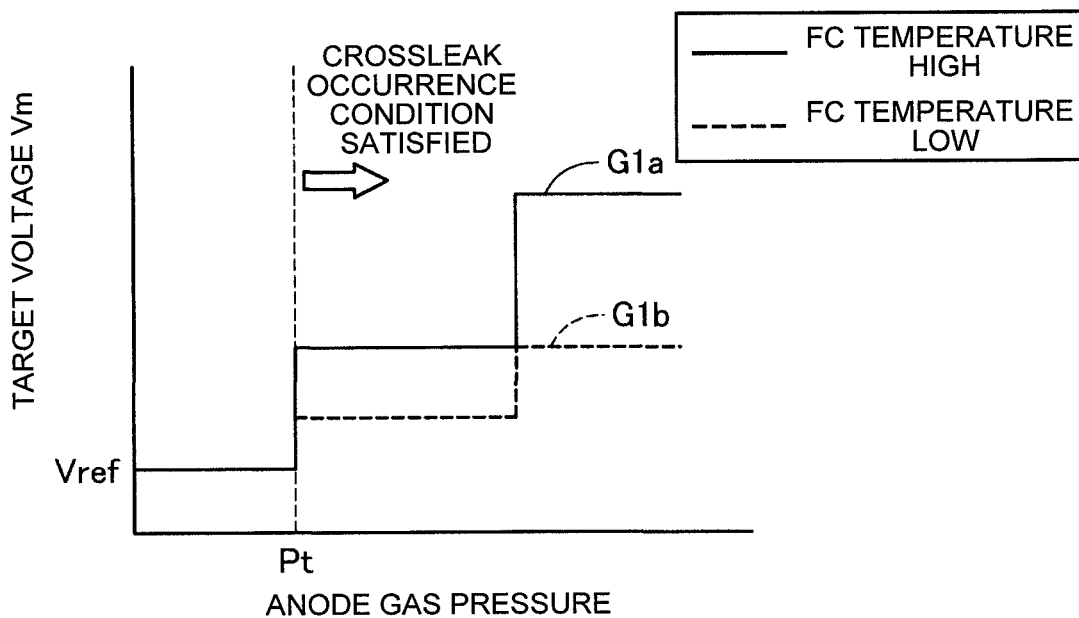 FC TEMPERATURE
HIGH
FC TEMPERATURE
LOW
CROSSLEAK
OCCURRENCE
CONDITION
SATISFIED
TARGET VOLTAGE Vm
G1a
G1b
Vref
Pt
ANODE GAS PRESSURE